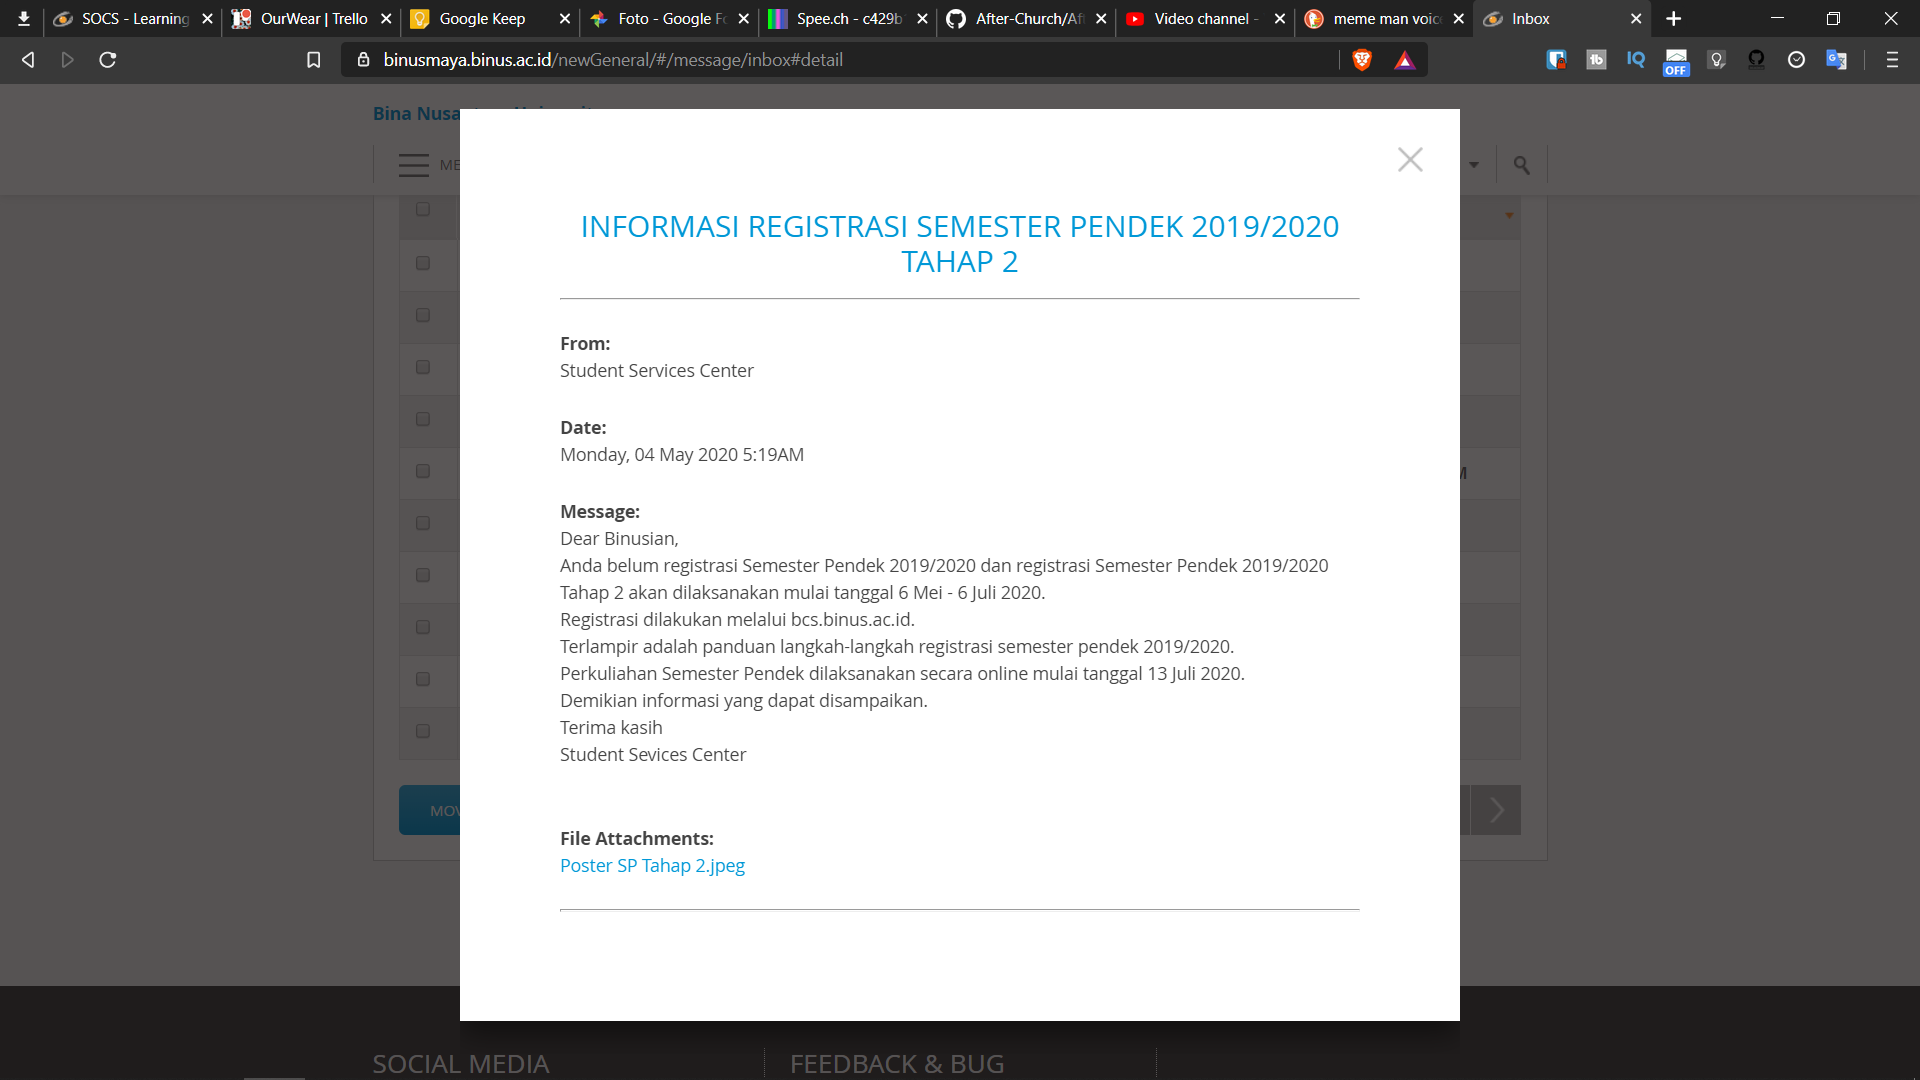 SOCS - Learning
OurWear | Trello
Google Keep
Foto - Google Fo
Spee.ch - c429b
After-Church/Aft
Video channel -
meme man voic
Inbox
binusmaya.binus.ac.id/newGeneral/#/message/inbox#detail
tb
IQ
OFF
Bina Nusa
ME
INFORMASI REGISTRASI SEMESTER PENDEK 2019/2020
TAHAP 2
From:
Student Services Center
Date:
Monday, 04 May 2020 5:19AM
M
Message:
Dear Binusian,
Anda belum registrasi Semester Pendek 2019/2020 dan registrasi Semester Pendek 2019/2020
Tahap 2 akan dilaksanakan mulai tanggal 6 Mei - 6 Juli 2020.
Registrasi dilakukan melalui bcs.binus.ac.id.
Terlampir adalah panduan langkah-langkah registrasi semester pendek 2019/2020.
Perkuliahan Semester Pendek dilaksanakan secara online mulai tanggal 13 Juli 2020.
Demikian informasi yang dapat disampaikan.
Terima kasih
Student Sevices Center
MOV
File Attachments:
Poster SP Tahap 2.jpeg
SOCIAL MEDIA
FEEDBACK & BUG